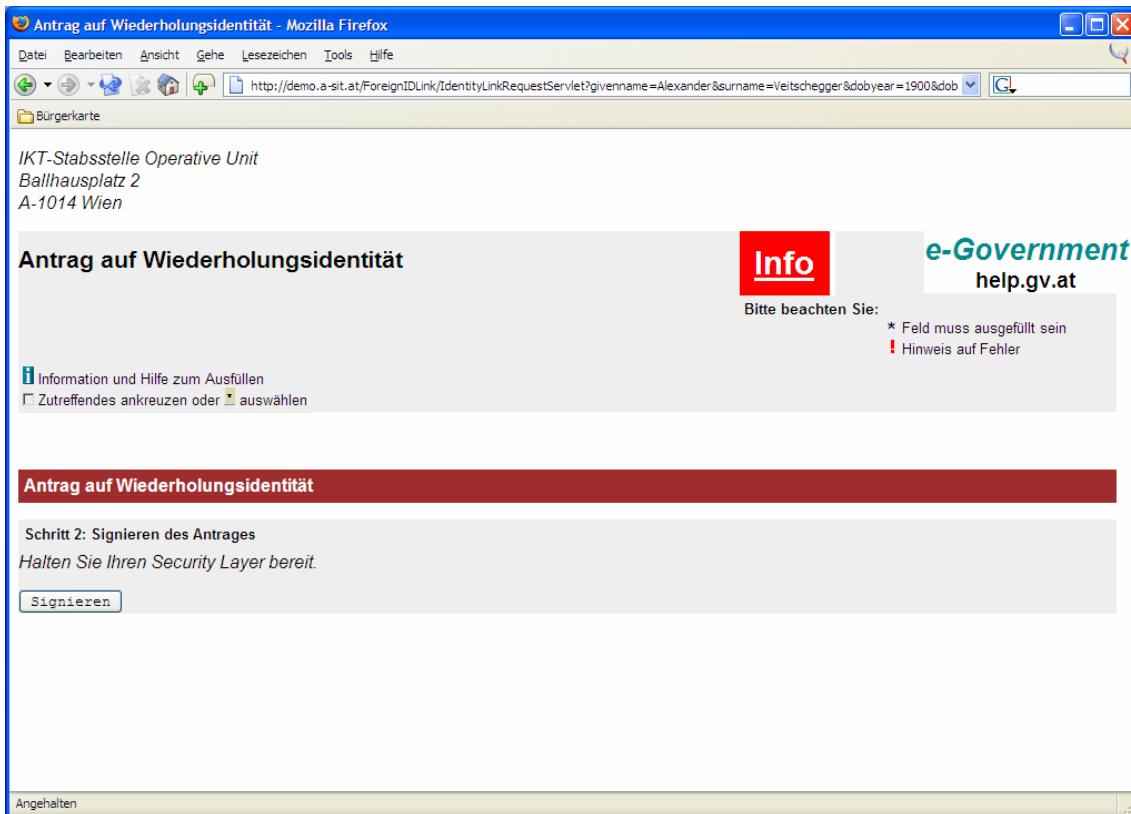 Antrag auf Wiederholungsidentität - Mozilla Firefox
Datei Bearbeiten Ansicht Gehe Lesezeichen Tools Hilfe
http://demo.a-sit.at/ForeignIDLink/IdentityLinkRequestServlet?givenname=Alexander&surname=Veitschegger&dobyear=1900&dob
G
Bürgerkarte
IKT-Stabsstelle Operative Unit
Ballhausplatz 2
A-1014 Wien
Antrag auf Wiederholungsidentität
Info
e-Government
help.gv.at
Bitte beachten Sie:
* Feld muss ausgefüllt sein
! Hinweis auf Fehler
i Information und Hilfe zum Ausfüllen
Zutreffendes ankreuzen oder auswählen
Antrag auf Wiederholungsidentität
Schritt 2: Signieren des Antrages
Halten Sie Ihren Security Layer bereit.
Signieren
Angehalten